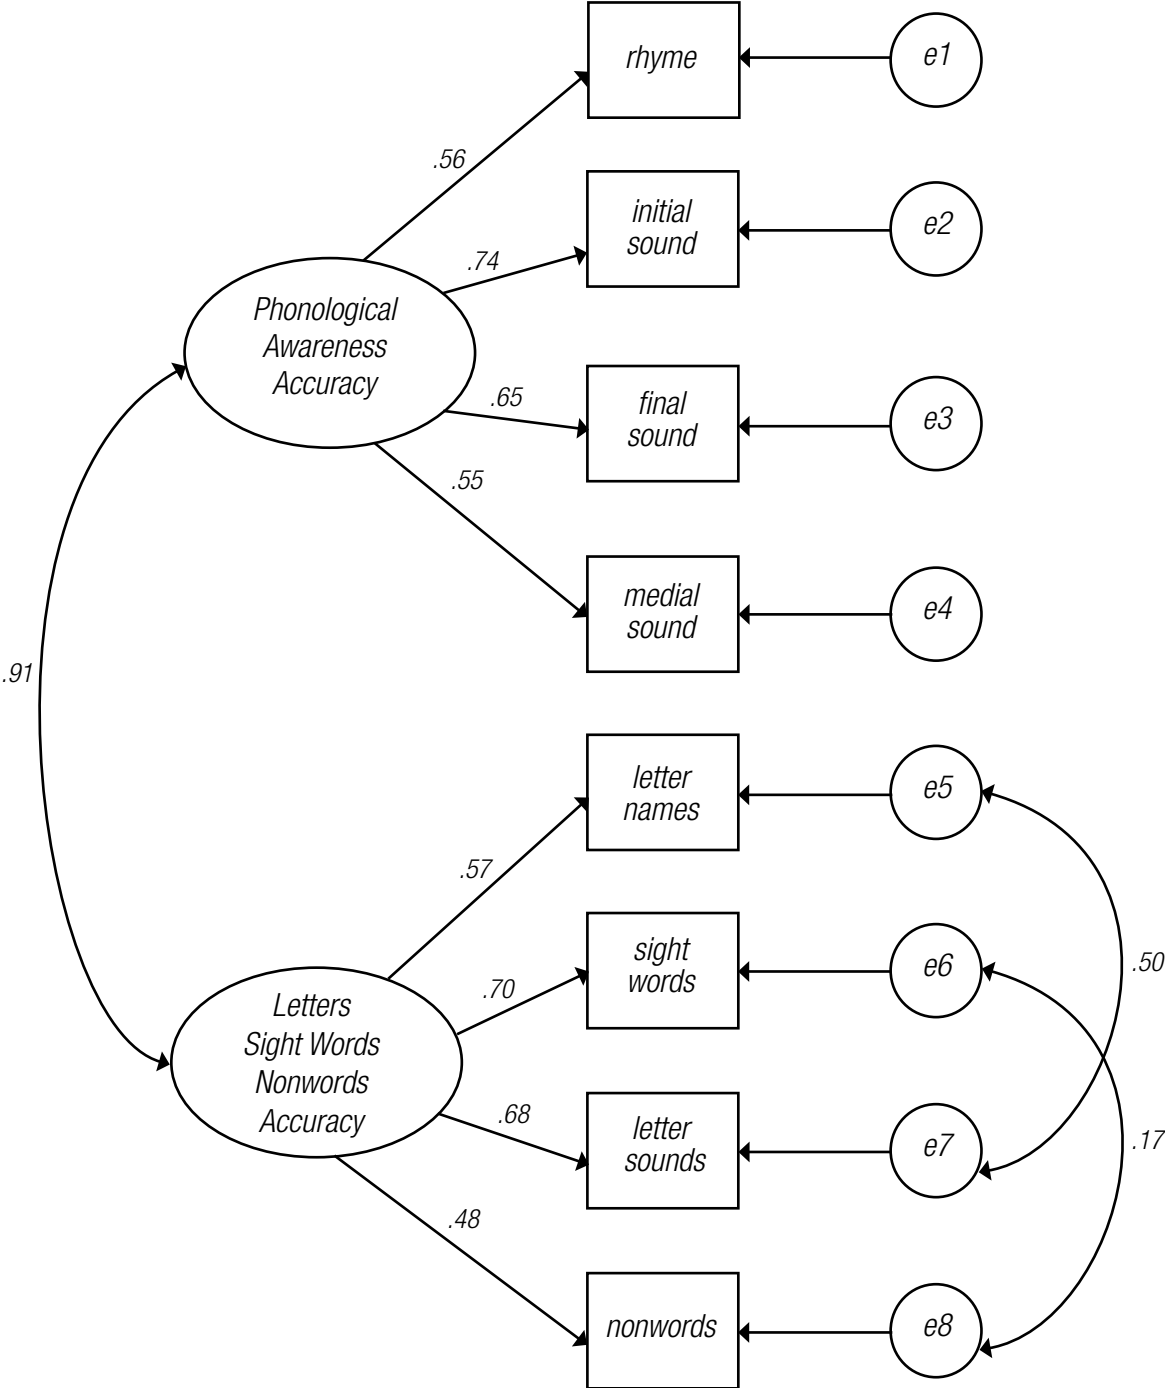 rhyme
e1
.56
initial
sound
e2
.74
Phonological
Awareness
Accuracy
.65
final
sound
e3
.55
medial
sound
e4
.91
letter
names
e5
.57
sight
words
e6
.50
.70
Letters
Sight Words
Nonwords
Accuracy
.68
letter
sounds
e7
.17
.48
nonwords
e8